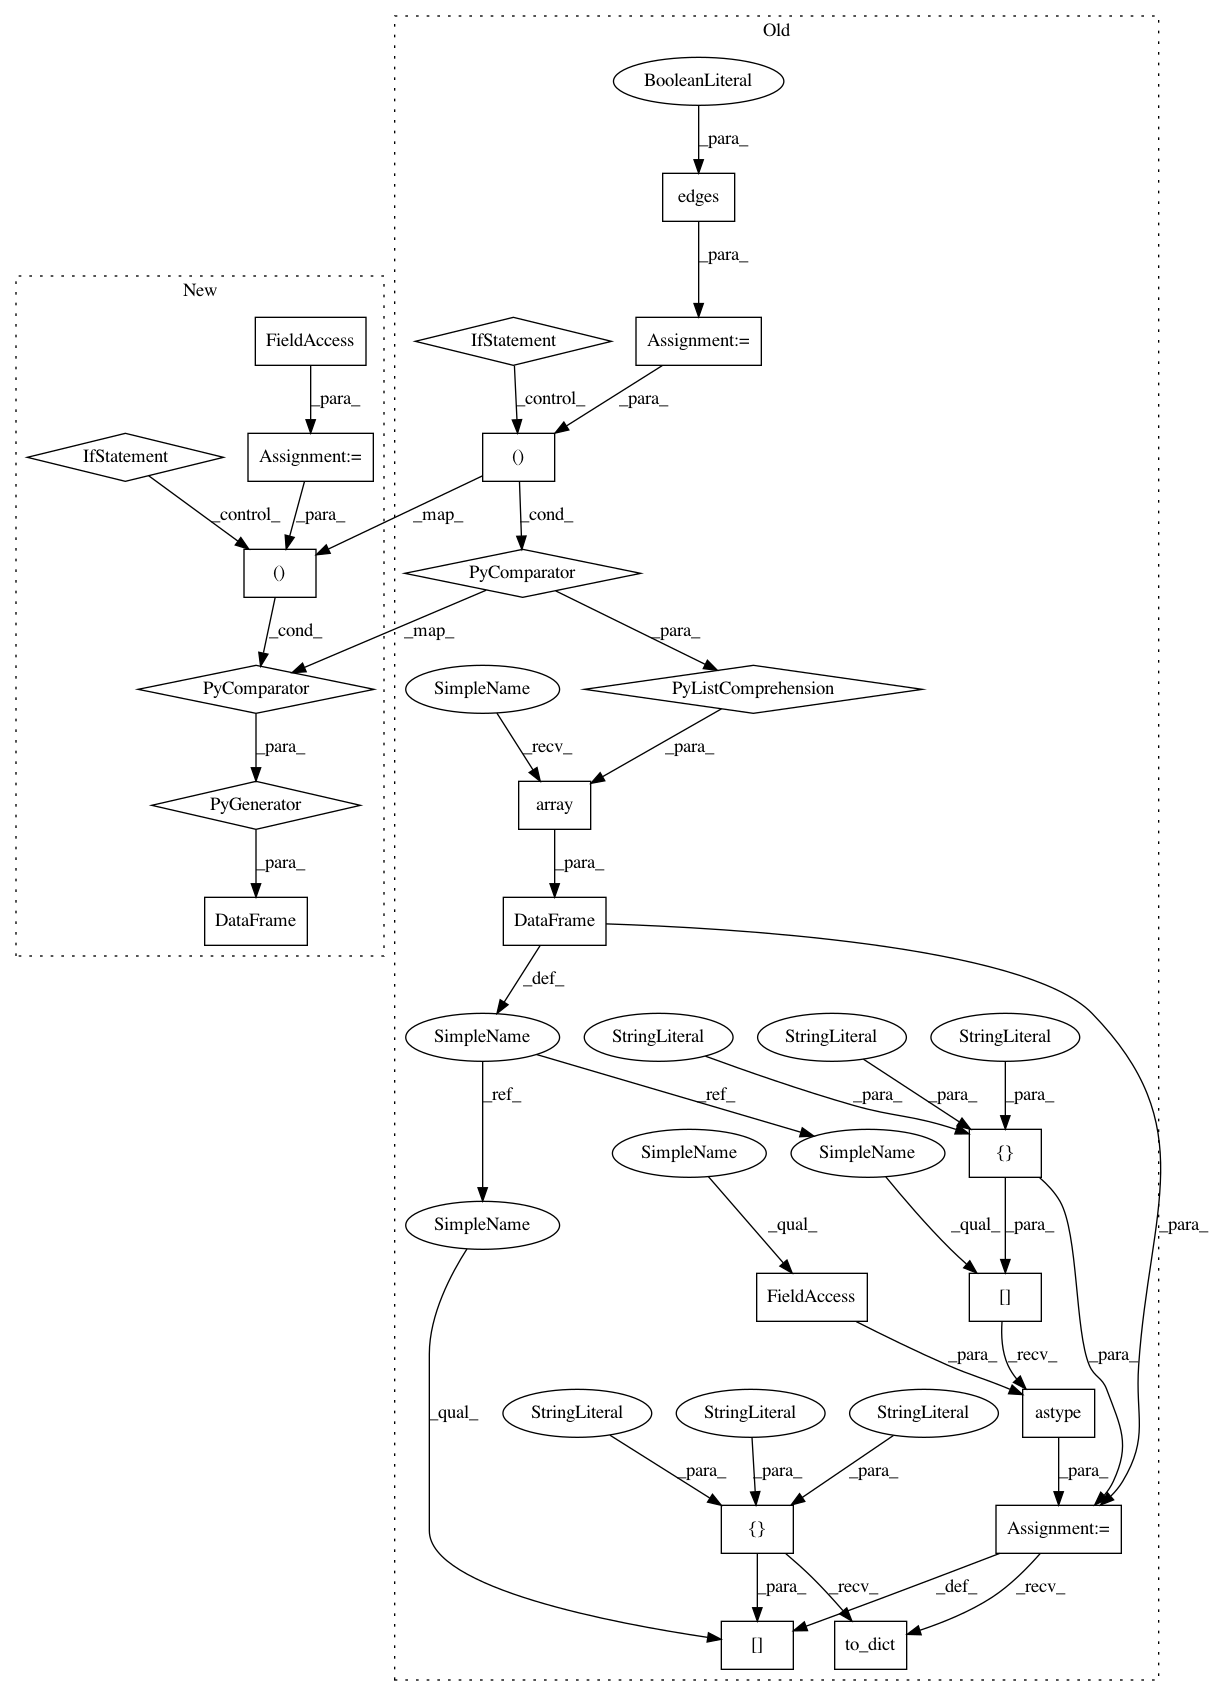 Old
BooleanLiteral
_para_
edges
_para_
New
FieldAccess
IfStatement
Assignment:=
_para_
_control_
_para_
IfStatement
Assignment:=
()
_control_
_para_
_map_
_cond_
()
PyComparator
_cond_
_map_
_para_
PyComparator
SimpleName
PyListComprehension
_para_
_recv_
_para_
PyGenerator
array
_para_
_para_
DataFrame
DataFrame
_def_
SimpleName
StringLiteral
StringLiteral
StringLiteral
_ref_
_ref_
_para_
_para_
_para_
SimpleName
SimpleName
{}
SimpleName
_qual_
_qual_
_para_
_para_
FieldAccess
[]
_para_
_recv_
_para_
StringLiteral
StringLiteral
StringLiteral
astype
_qual_
_para_
_para_
_para_
_para_
{}
Assignment:=
_para_
_recv_
_def_
_recv_
[]
to_dict